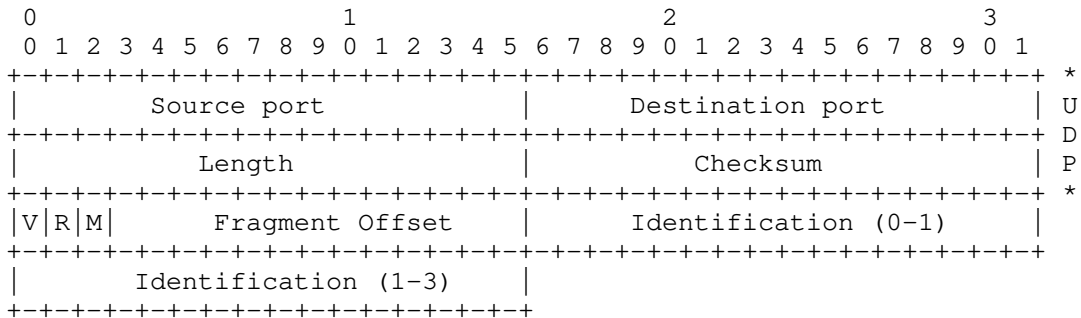 0                   1                   2                   3
 0 1 2 3 4 5 6 7 8 9 0 1 2 3 4 5 6 7 8 9 0 1 2 3 4 5 6 7 8 9 0 1
+-+-+-+-+-+-+-+-+-+-+-+-+-+-+-+-+-+-+-+-+-+-+-+-+-+-+-+-+-+-+-+-+ *
|        Source port            |      Destination port         | U
+-+-+-+-+-+-+-+-+-+-+-+-+-+-+-+-+-+-+-+-+-+-+-+-+-+-+-+-+-+-+-+-+ D
|           Length              |          Checksum             | P
+-+-+-+-+-+-+-+-+-+-+-+-+-+-+-+-+-+-+-+-+-+-+-+-+-+-+-+-+-+-+-+-+ *
|V|R|M|     Fragment Offset     |      Identification (0-1)     |
+-+-+-+-+-+-+-+-+-+-+-+-+-+-+-+-+-+-+-+-+-+-+-+-+-+-+-+-+-+-+-+-+
|       Identification (1-3)    |
+-+-+-+-+-+-+-+-+-+-+-+-+-+-+-+-+